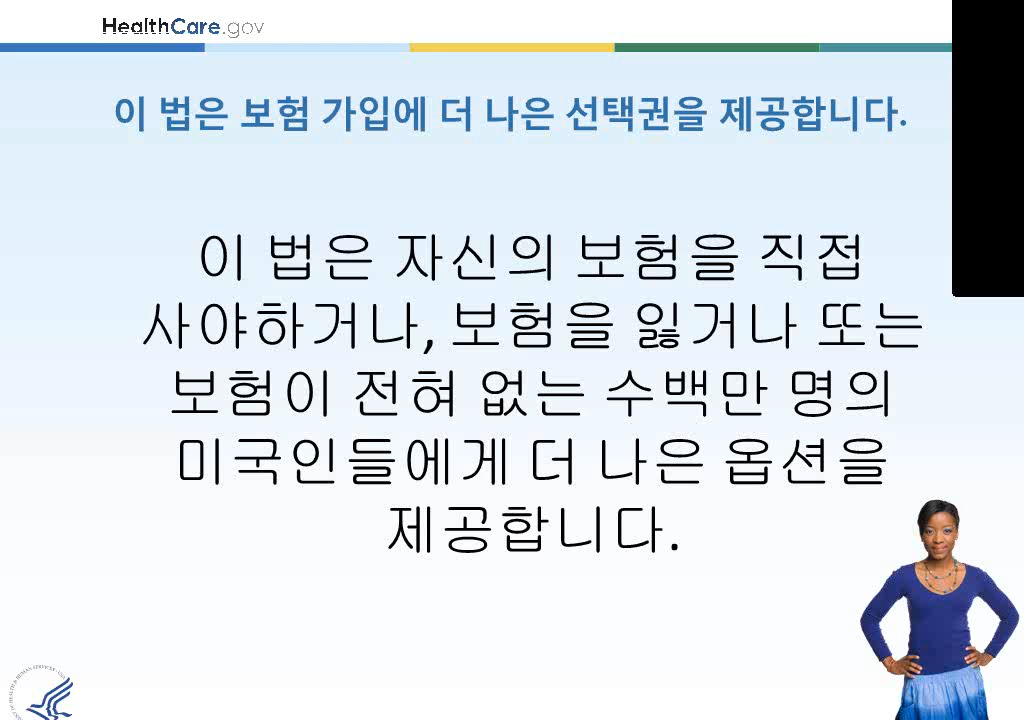 HealthCare.gov
이 법은 보험 가입에 더 나은 선택권을 제공합니다.
이 법은 자신의 보험을 직접
사야하거나, 보험을 잃거나 또는
보험이 전혀 없는 수백만 명의
미국인들에게 더 나은 옵션을
제공합니다.